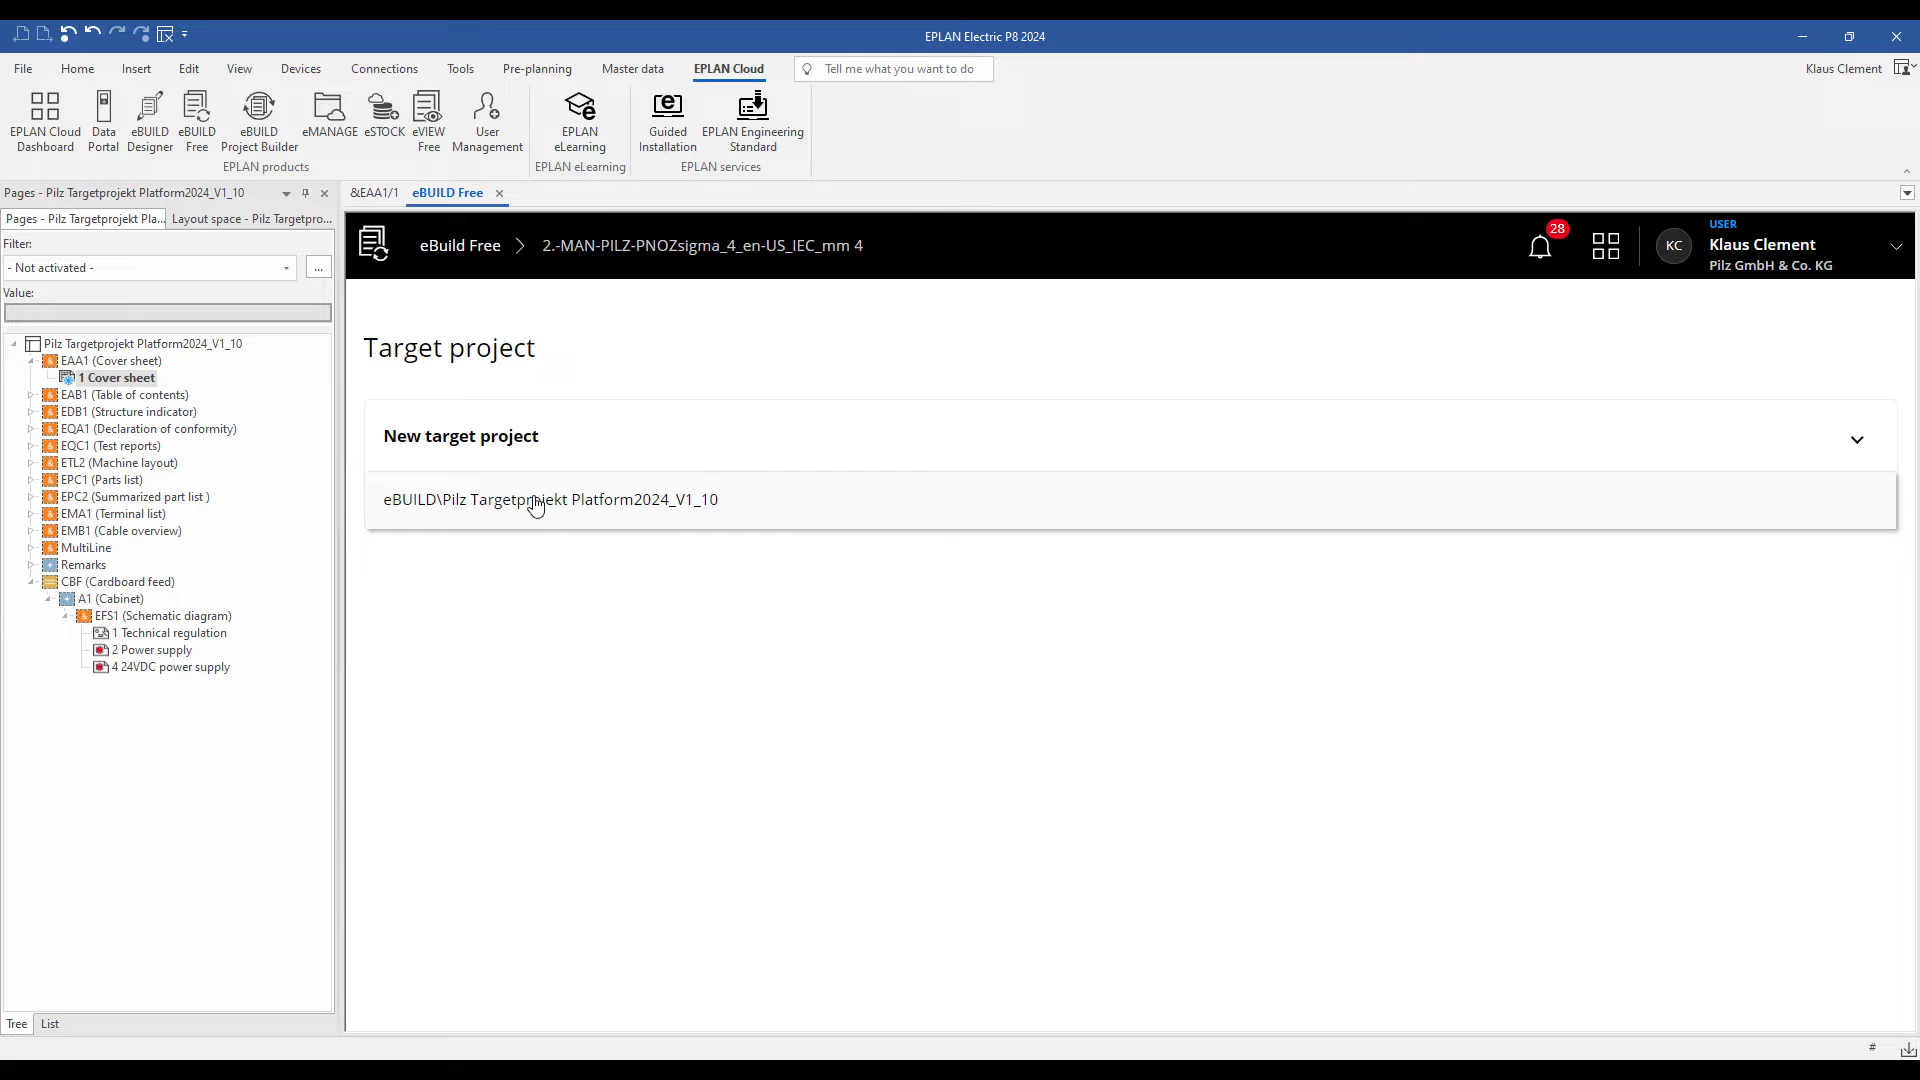 EPLAN Electric P8 2024
File Home Insert Edit View Devices Connections Tools Pre-planning Master data EPLAN Cloud Tell me what you want to do Klaus Clement
EPLAN Cloud Dashboard
Data Portal
eBUILD Designer
eBUILD Free
eBUILD Project Builder
eMANAGE
eSTOCK
eVIEW Free
User Management
EPLAN eLearning
Guided Installation
EPLAN Engineering Standard
EPLAN products
EPLAN eLearning
EPLAN services
Pages - Pilz Targetprojekt Platform2024_V1_10
&EAA1/1
eBUILD Free
Pages - Pilz Targetprojekt Pla...
Layout space - Pilz Targetpro...
Filter:
- Not activated -
...
Value:
Pilz Targetprojekt Platform2024_V1_10
EAA1 (Cover sheet)
1 Cover sheet
EAB1 (Table of contents)
EDB1 (Structure indicator)
EQA1 (Declaration of conformity)
EQC1 (Test reports)
ETL2 (Machine layout)
EPC1 (Parts list)
EPC2 (Summarized part list )
EMA1 (Terminal list)
EMB1 (Cable overview)
MultiLine
Remarks
CBF (Cardboard feed)
A1 (Cabinet)
EFS1 (Schematic diagram)
1 Technical regulation
2 Power supply
4 24VDC power supply
Tree
List
eBuild Free
2.-MAN-PILZ-PNOZsigma_4_en-US_IEC_mm 4
28
KC
USER
Klaus Clement
Pilz GmbH & Co. KG
Target project
New target project
eBUILD\Pilz Targetprojekt Platform2024_V1_10
#